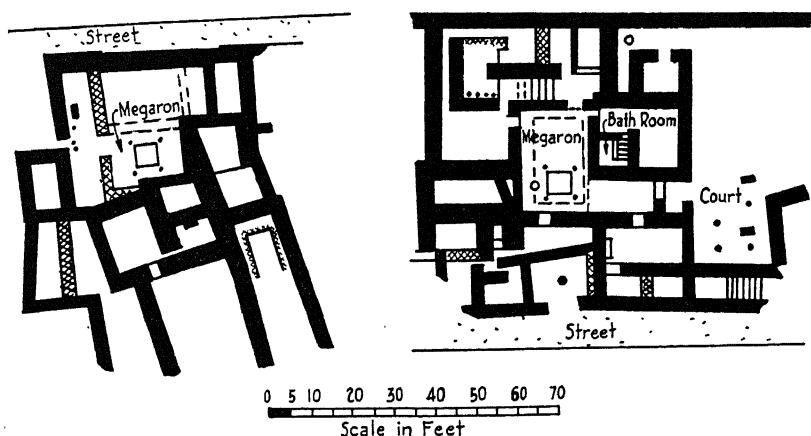 Street
Megaron
Megaron
Bath Room
Court
Street
0 5 10 20 30 40 50 60 70
Scale in Feet